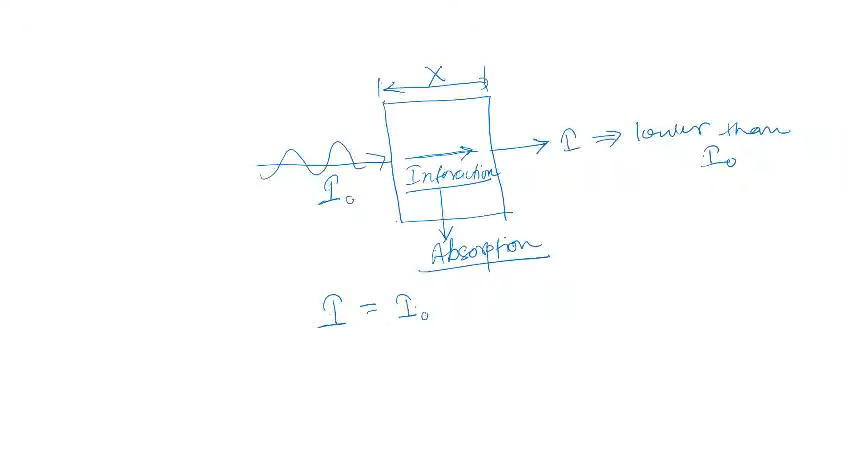 X
I ⇒ lower than
I₀
I₀
Interaction
Absorption
I = I₀